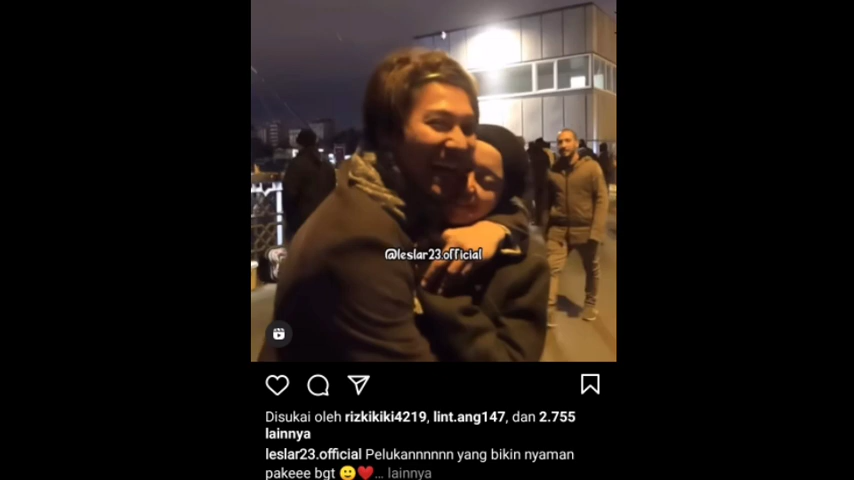 @leslar23.official
Disukai oleh rizkikiki4219, lint.ang147, dan 2.755
lainnya
leslar23.official Pelukannnnnn yang bikin nyaman
pakeee bgt 🙂❤️... lainnya